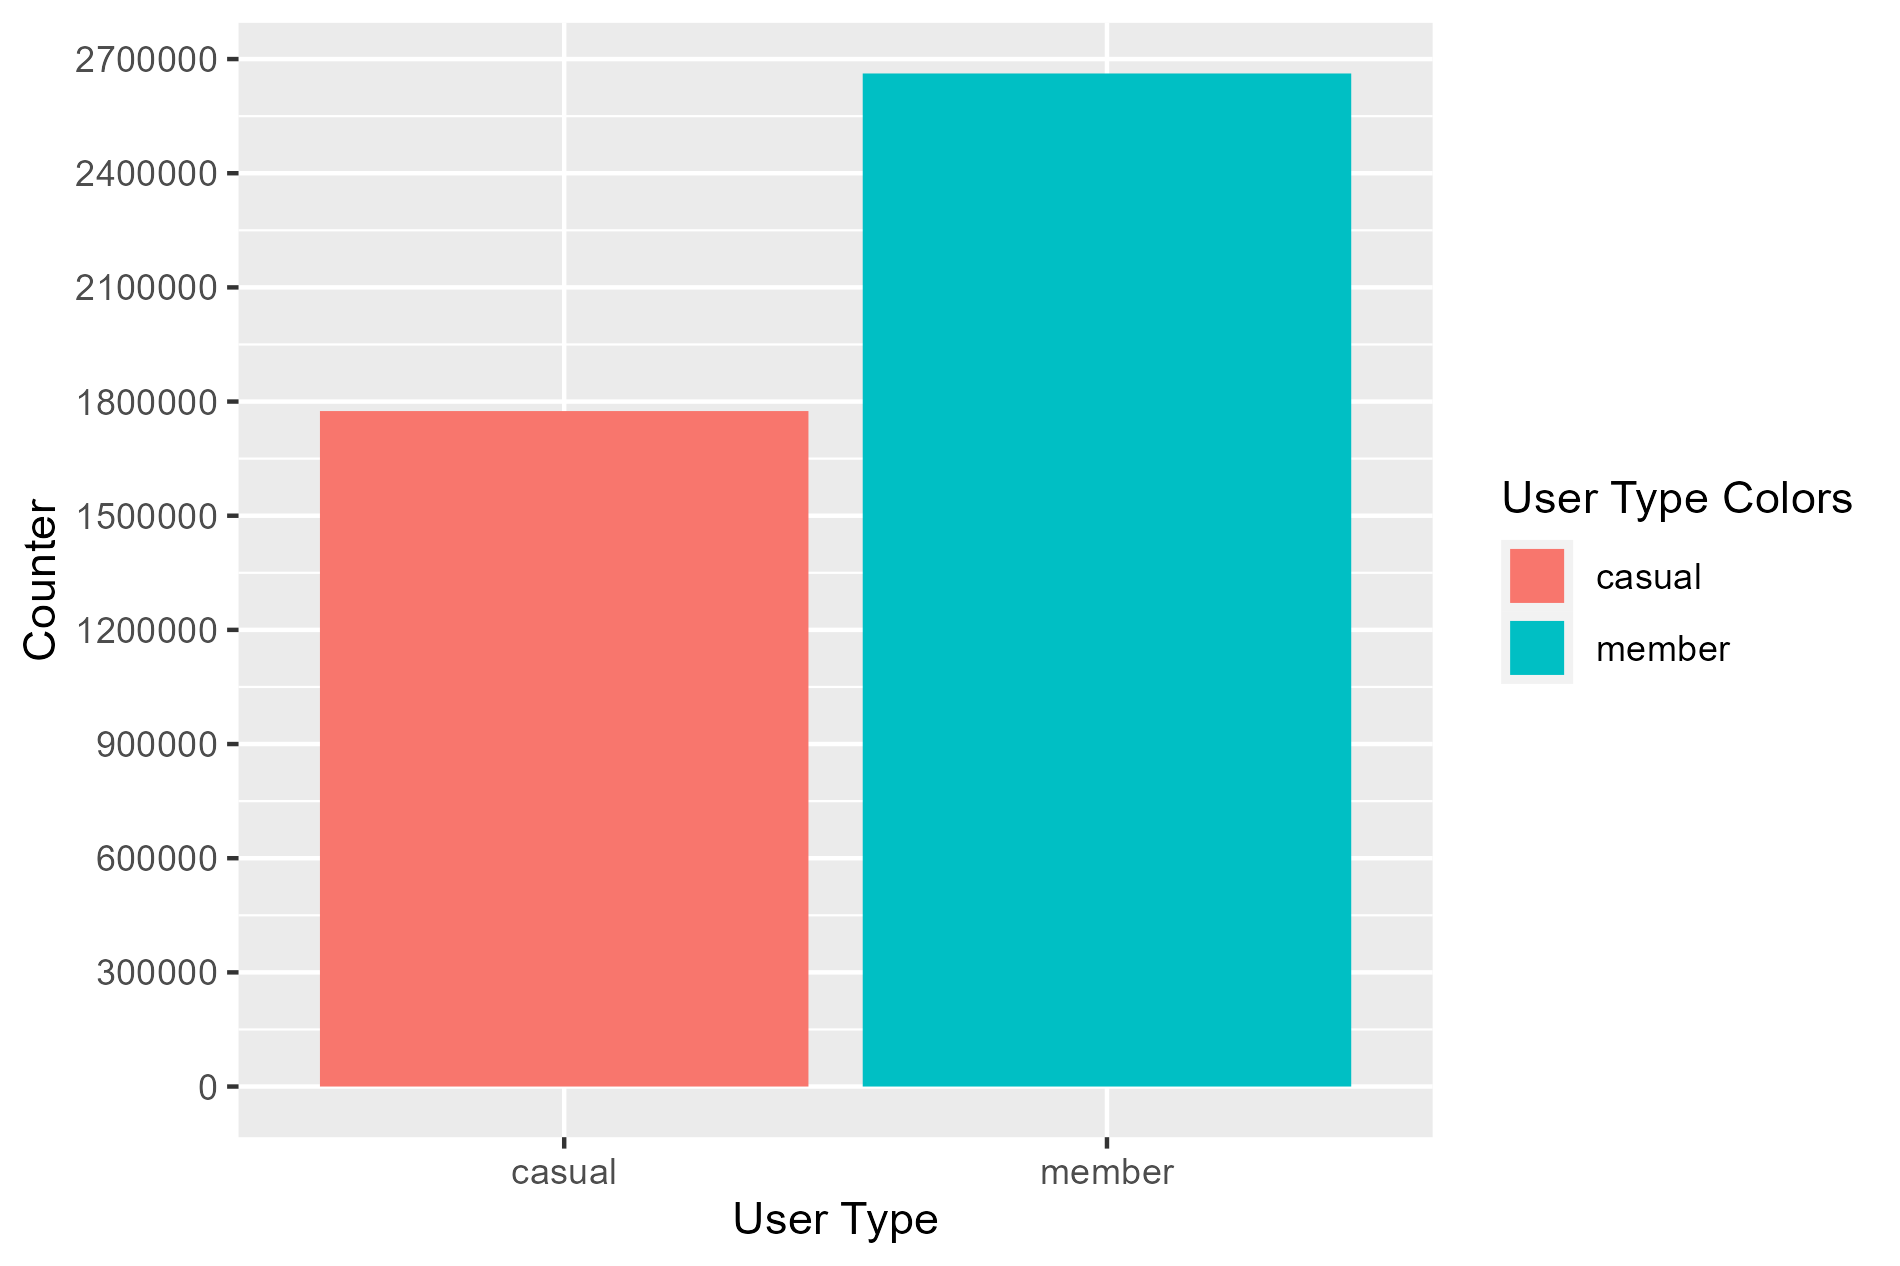 2700000
2400000
2100000
1800000
1500000
1200000
900000
600000
300000
0
Counter
casual
member
User Type
User Type Colors
casual
member